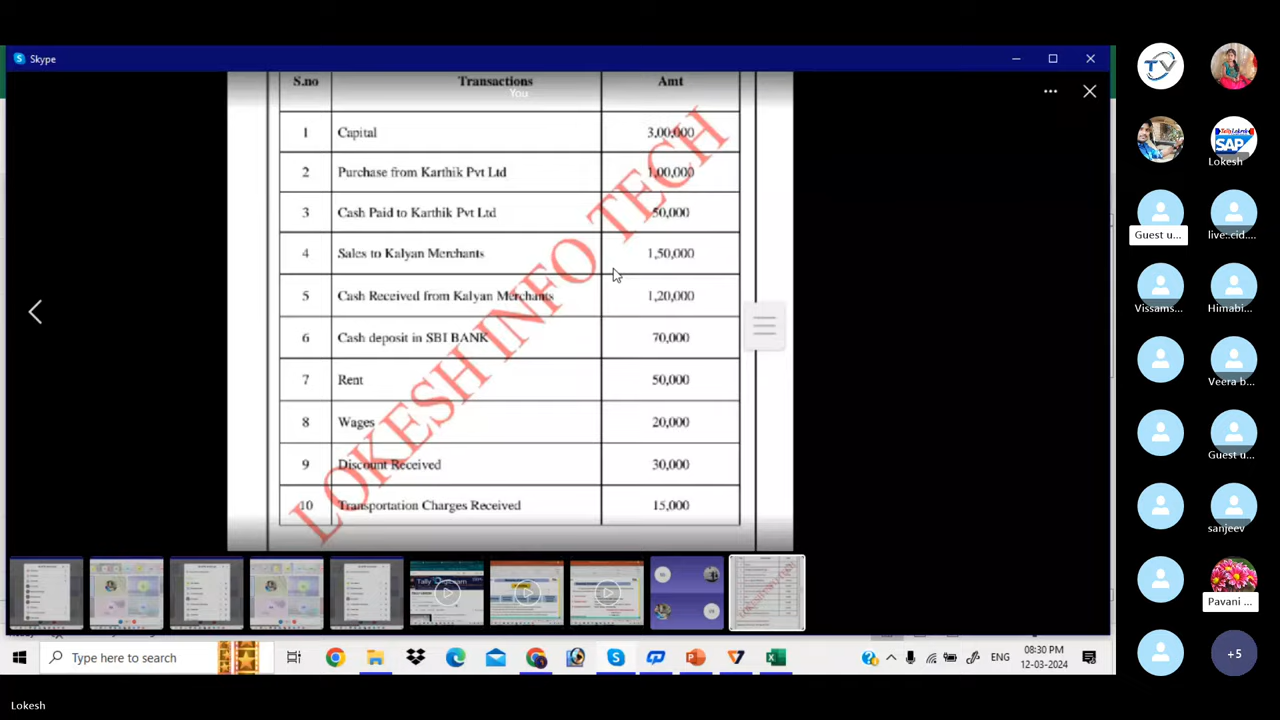 Skype
You
S.no Transactions Amt
1 Capital 3,00,000
2 Purchase from Karthik Pvt Ltd 1,00,000
3 Cash Paid to Karthik Pvt Ltd 50,000
4 Sales to Kalyan Merchants 1,50,000
5 Cash Received from Kalyan Merchants 1,20,000
6 Cash deposit in SBI BANK 70,000
7 Rent 50,000
8 Wages 20,000
9 Discount Received 30,000
10 Transportation Charges Received 15,000
LOKESH INFO TECH
TV
SAP
Lokesh
Guest u...
live:.cid....
Vissams...
Himabi...
Veera b...
Guest u...
sanjeev
Pavani ...
+5
Type here to search
ENG
08:30 PM
12-03-2024
Lokesh